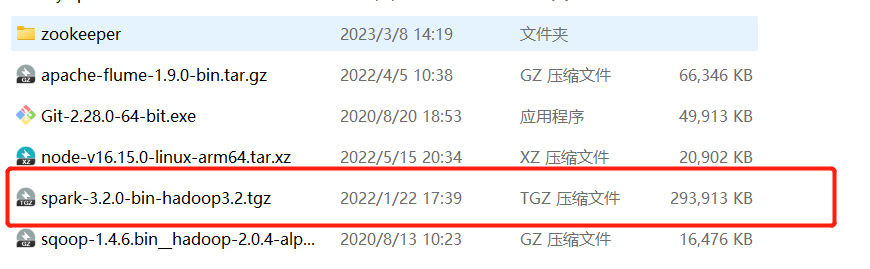 zookeeper 2023/3/8 14:19 文件夹
GZ apache-flume-1.9.0-bin.tar.gz 2022/4/5 10:38 GZ 压缩文件 66,346 KB
Git-2.28.0-64-bit.exe 2020/8/20 18:53 应用程序 49,913 KB
XZ node-v16.15.0-linux-arm64.tar.xz 2022/5/15 20:34 XZ 压缩文件 20,902 KB
TGZ spark-3.2.0-bin-hadoop3.2.tgz 2022/1/22 17:39 TGZ 压缩文件 293,913 KB
GZ sqoop-1.4.6.bin__hadoop-2.0.4-alp... 2020/8/13 10:23 GZ 压缩文件 16,476 KB